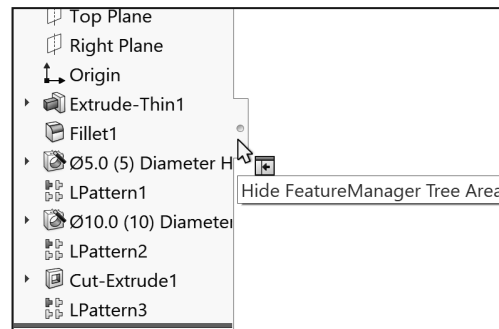 Top Plane
Right Plane
Origin
Extrude-Thin1
Fillet1
Ø5.0 (5) Diameter H
LPattern1
Hide FeatureManager Tree Area
Ø10.0 (10) Diameter
LPattern2
Cut-Extrude1
LPattern3